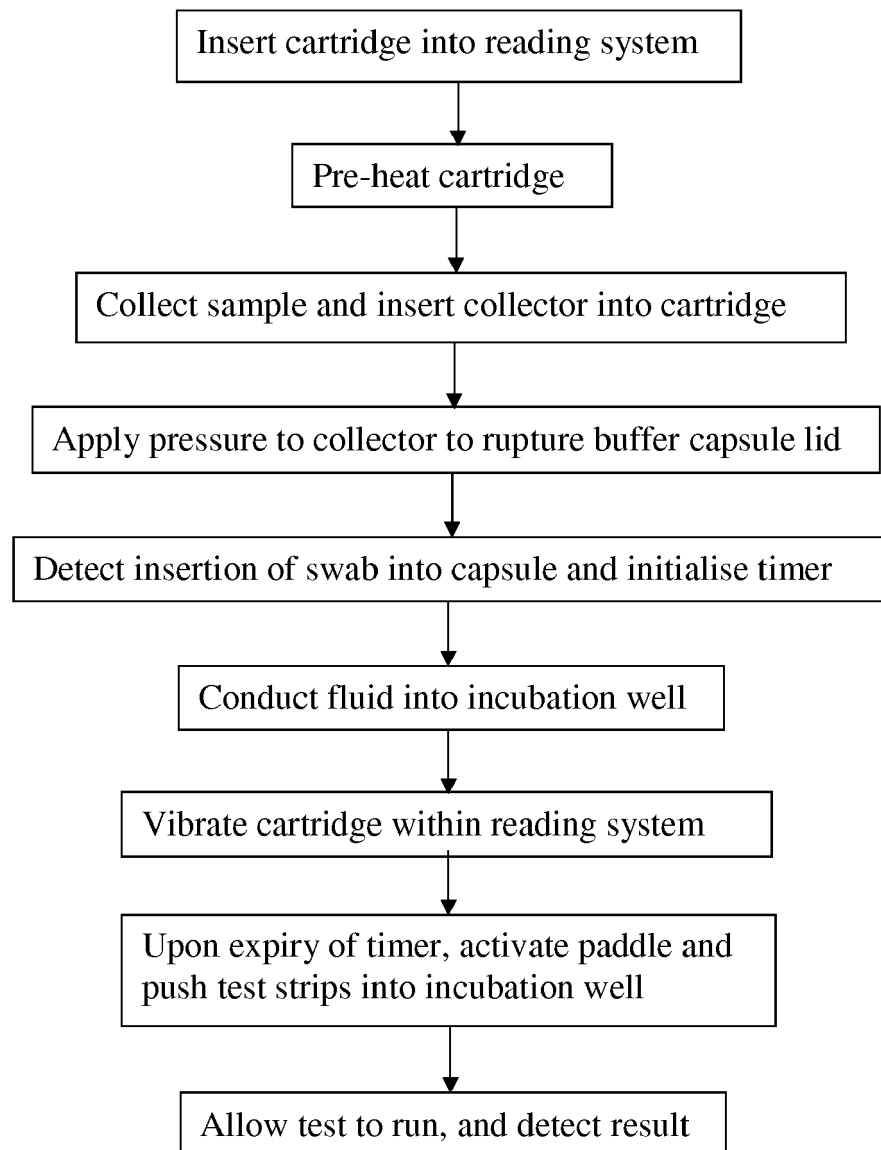 Insert cartridge into reading system
Pre-heat cartridge
Collect sample and insert collector into cartridge
Apply pressure to collector to rupture buffer capsule lid
Detect insertion of swab into capsule and initialise timer
Conduct fluid into incubation well
Vibrate cartridge within reading system
Upon expiry of timer, activate paddle and
push test strips into incubation well
Allow test to run, and detect result